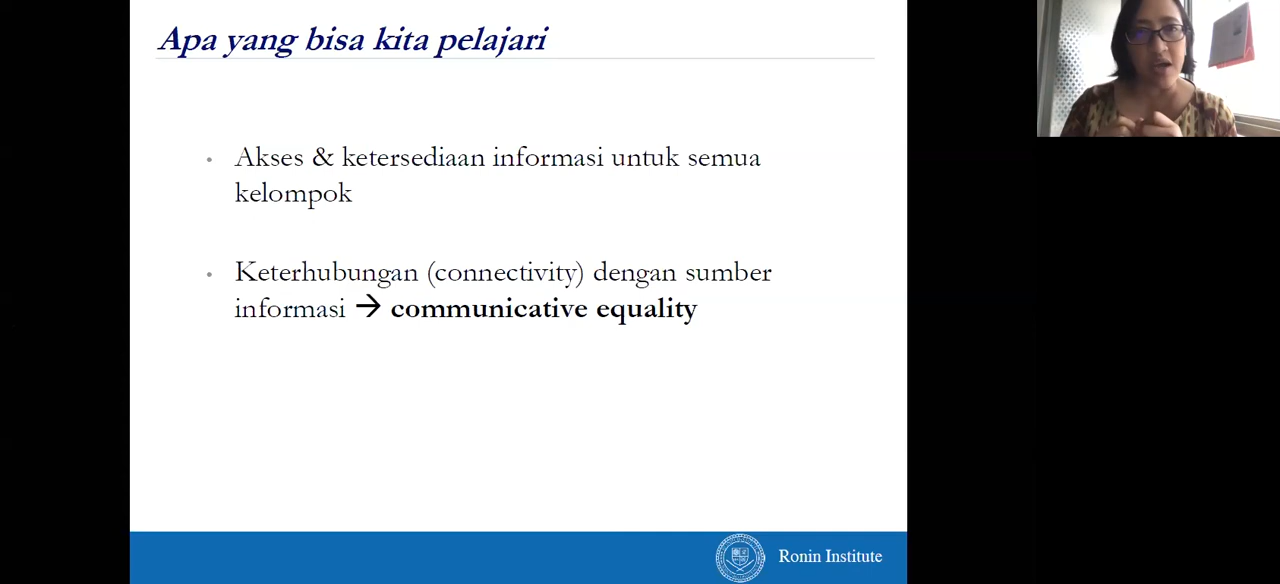 Apa yang bisa kita pelajari
• Akses & ketersediaan informasi untuk semua
kelompok
• Keterhubungan (connectivity) dengan sumber
informasi → communicative equality
Ronin Institute